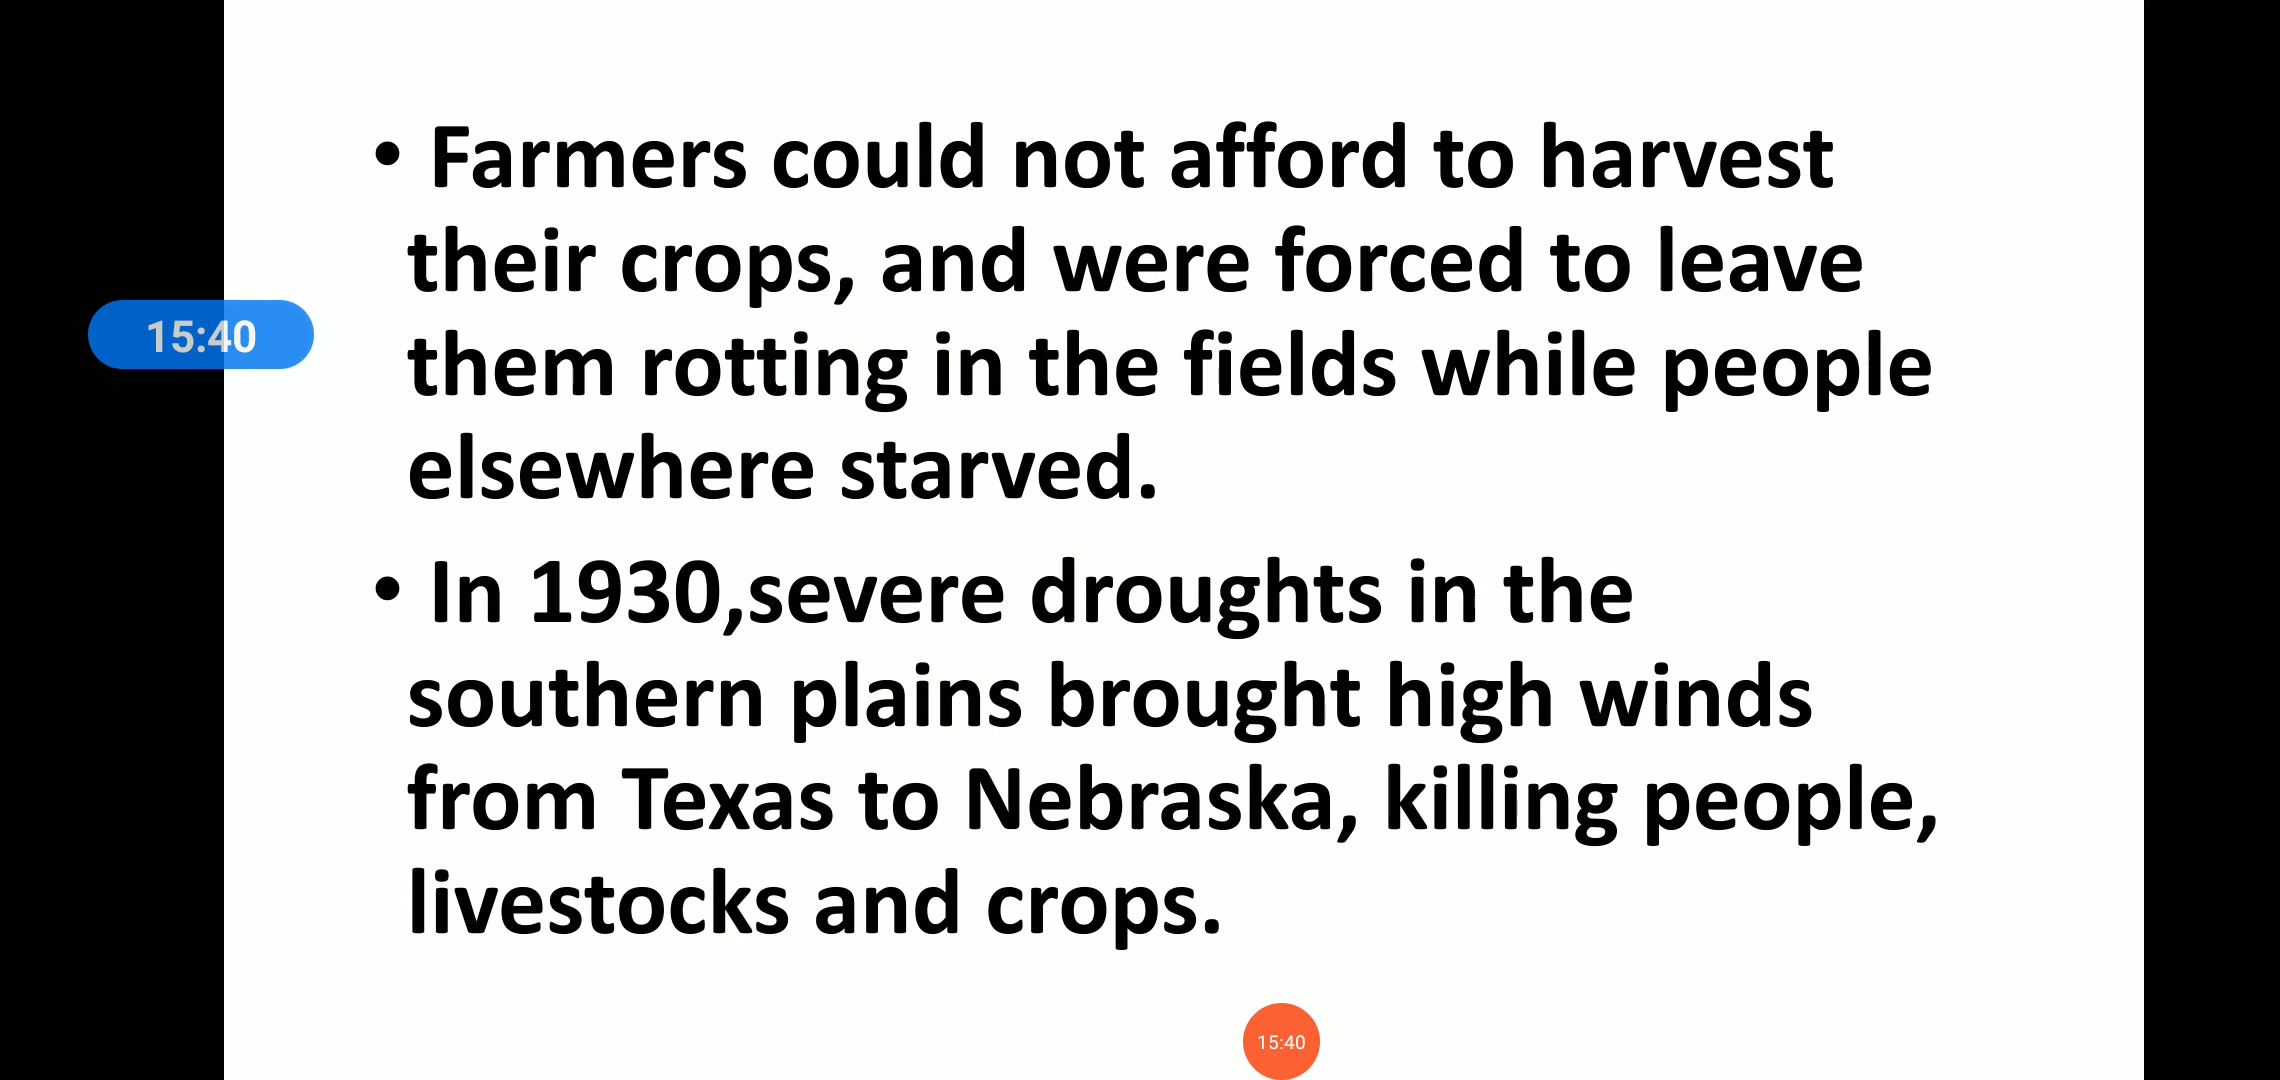 • Farmers could not afford to harvest
their crops, and were forced to leave
15:40
them rotting in the fields while people
elsewhere starved.
• In 1930,severe droughts in the
southern plains brought high winds
from Texas to Nebraska, killing people,
livestocks and crops.
15:40